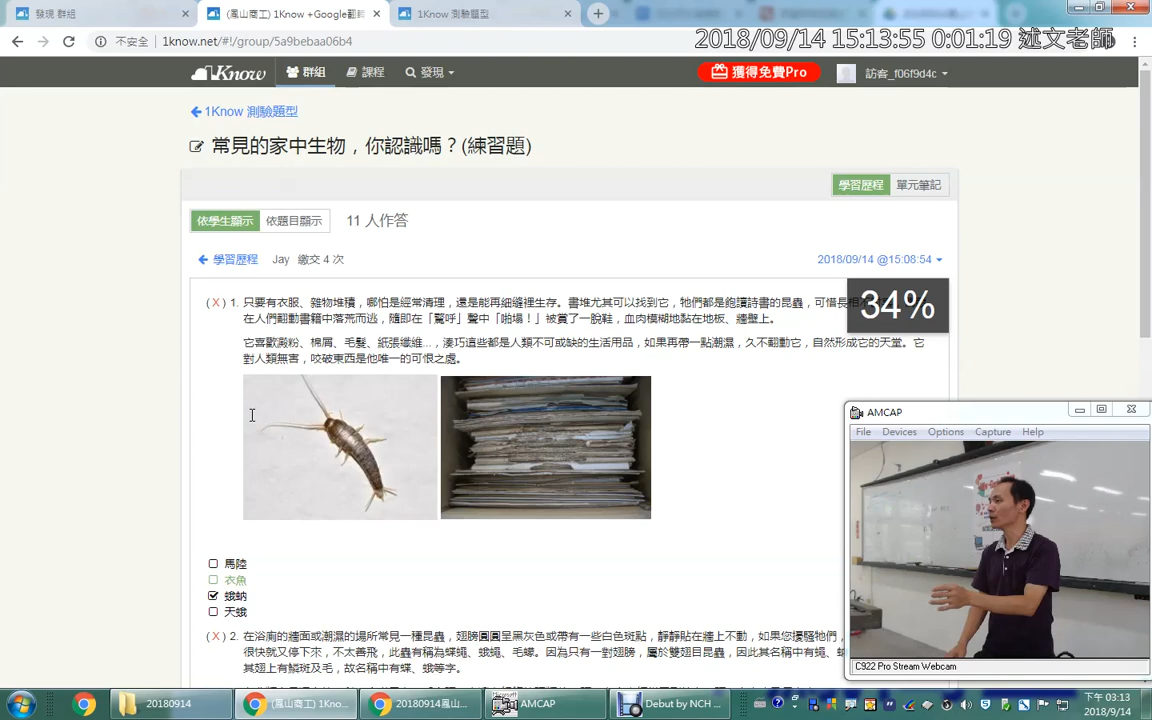 發現 群組
(鳳山商工) 1Know +Google翻
1Know 測驗題型
不安全
1know.net/#!/group/5a9bebaa06b4
2018/09/14 15:13:55 0:01:19 述文老師
1Know
群組
課程
發現
獲得免費Pro
訪客_f06f9d4c
1Know 測驗題型
常見的家中生物，你認識嗎？(練習題)
學習歷程
單元筆記
依學生顯示
依題目顯示
11 人作答
學習歷程
Jay
繳交 4 次
2018/09/14 @15:08:54
34%
(X) 1. 只要有衣服、雜物堆積，哪怕是經常清理，還是能再細縫裡生存。書堆尤其可以找到它，牠們都是飽讀詩書的昆蟲，可惜長相
在人們翻動書籍中落荒而逃，隨即在「驚呼」聲中「啪塌！」被賞了一脫鞋，血肉模糊地黏在地板、牆壁上。
它喜歡澱粉、棉屑、毛髮、紙張纖維...，湊巧這些都是人類不可或缺的生活用品，如果再帶一點潮濕，久不翻動它，自然形成它的天堂。它
對人類無害，咬破東西是他唯一的可恨之處。
馬陸
衣魚
蛾蚋
天蛾
(X) 2. 在浴廁的牆面或潮濕的場所常見一種昆蟲，翅膀圓圓呈黑灰色或帶有一些白色斑點，靜靜貼在牆上不動，如果您擾騷牠們，
很快就又停下來，不太善飛，此蟲有稱為蝶蠅、蛾蠅、毛蠓。因為只有一對翅膀，屬於雙翅目昆蟲，因此其名稱中有蠅、蚋
其翅上有鱗斑及毛，故名稱中有蝶、蛾等字。
AMCAP
File
Devices
Options
Capture
Help
C922 Pro Stream Webcam
20180914
(鳳山商工) 1Kno...
20180914鳳山...
AMCAP
Debut by NCH ...
下午 03:13
2018/9/14